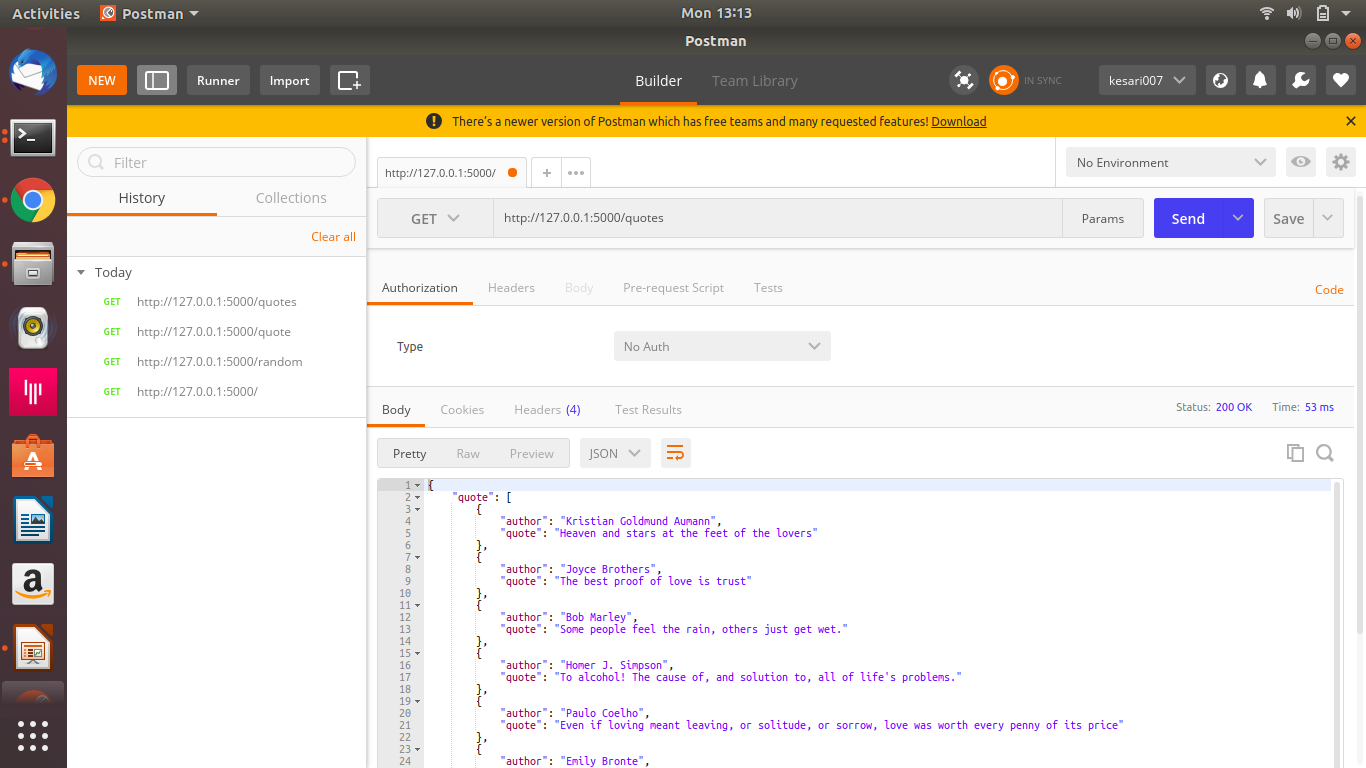 Activities Postman Mon 13:13
Postman
NEW Runner Import Builder Team Library IN SYNC kesari007
There's a newer version of Postman which has free teams and many requested features! Download
Filter
History Collections
Clear all
Today
GET http://127.0.0.1:5000/quotes
GET http://127.0.0.1:5000/quote
GET http://127.0.0.1:5000/random
GET http://127.0.0.1:5000/
http://127.0.0.1:5000/ + ••• No Environment
GET http://127.0.0.1:5000/quotes Params Send Save
Authorization Headers Body Pre-request Script Tests Code
Type No Auth
Body Cookies Headers (4) Test Results Status: 200 OK Time: 53 ms
Pretty Raw Preview JSON
1 {
2 "quote": [
3 {
4 "author": "Kristian Goldmund Aumann",
5 "quote": "Heaven and stars at the feet of the lovers"
6 },
7 {
8 "author": "Joyce Brothers",
9 "quote": "The best proof of love is trust"
10 },
11 {
12 "author": "Bob Marley",
13 "quote": "Some people feel the rain, others just get wet."
14 },
15 {
16 "author": "Homer J. Simpson",
17 "quote": "To alcohol! The cause of, and solution to, all of life's problems."
18 },
19 {
20 "author": "Paulo Coelho",
21 "quote": "Even if loving meant leaving, or solitude, or sorrow, love was worth every penny of its price"
22 },
23 {
24 "author": "Emily Bronte",